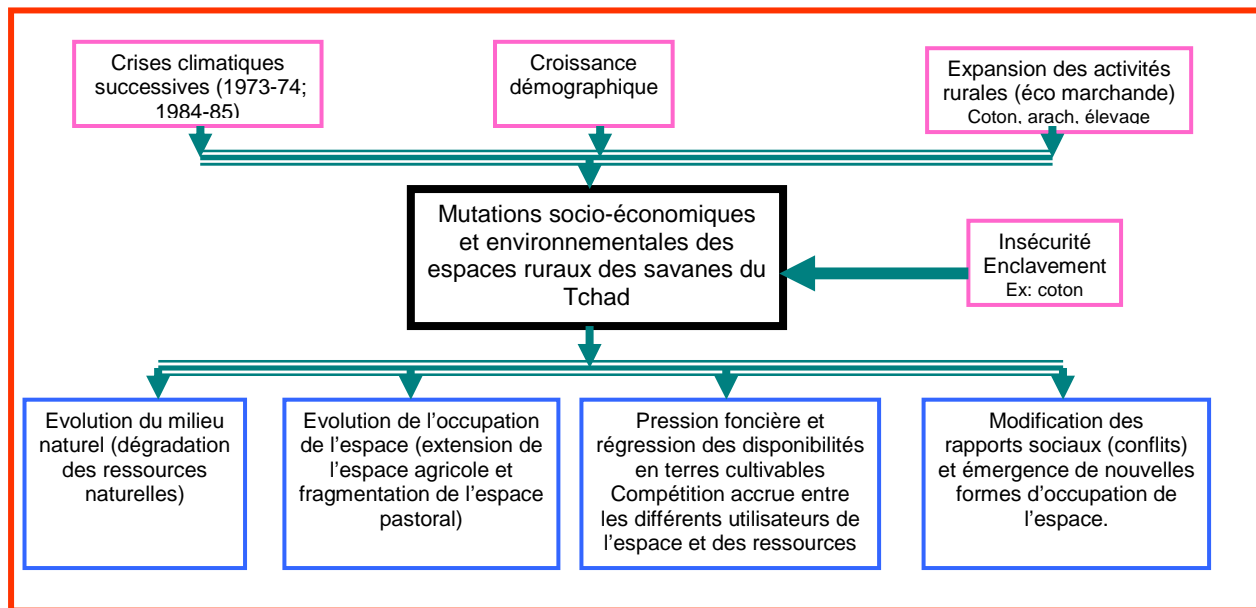 Crises climatiques
successives (1973-74;
1984-85)
Croissance
démographique
Expansion des activités
rurales (éco marchande)
Coton, arach, élevage
Mutations socio-économiques
et environnementales des
espaces ruraux des savanes du
Tchad
Insécurité
Enclavement
Ex: coton
Evolution du milieu
naturel (dégradation
des ressources
naturelles)
Evolution de l’occupation
de l’espace (extension de
l’espace agricole et
fragmentation de l’espace
pastoral)
Pression foncière et
régression des disponibilités
en terres cultivables
Compétition accrue entre
les différents utilisateurs de
l’espace et des ressources
Modification des
rapports sociaux (conflits)
et émergence de nouvelles
formes d’occupation de
l’espace.